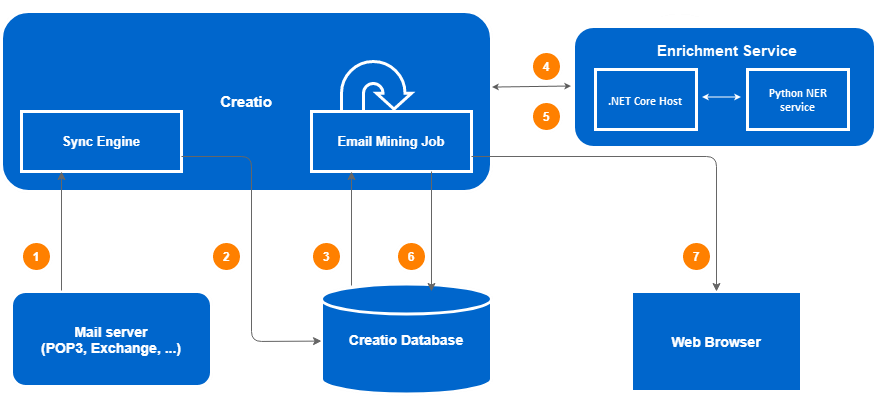 Enrichment Service
Creatio
.NET Core Host
Python NER
service
Sync Engine
Email Mining Job
4
5
1
2
3
6
7
Mail server
(POP3, Exchange, ...)
Creatio Database
Web Browser